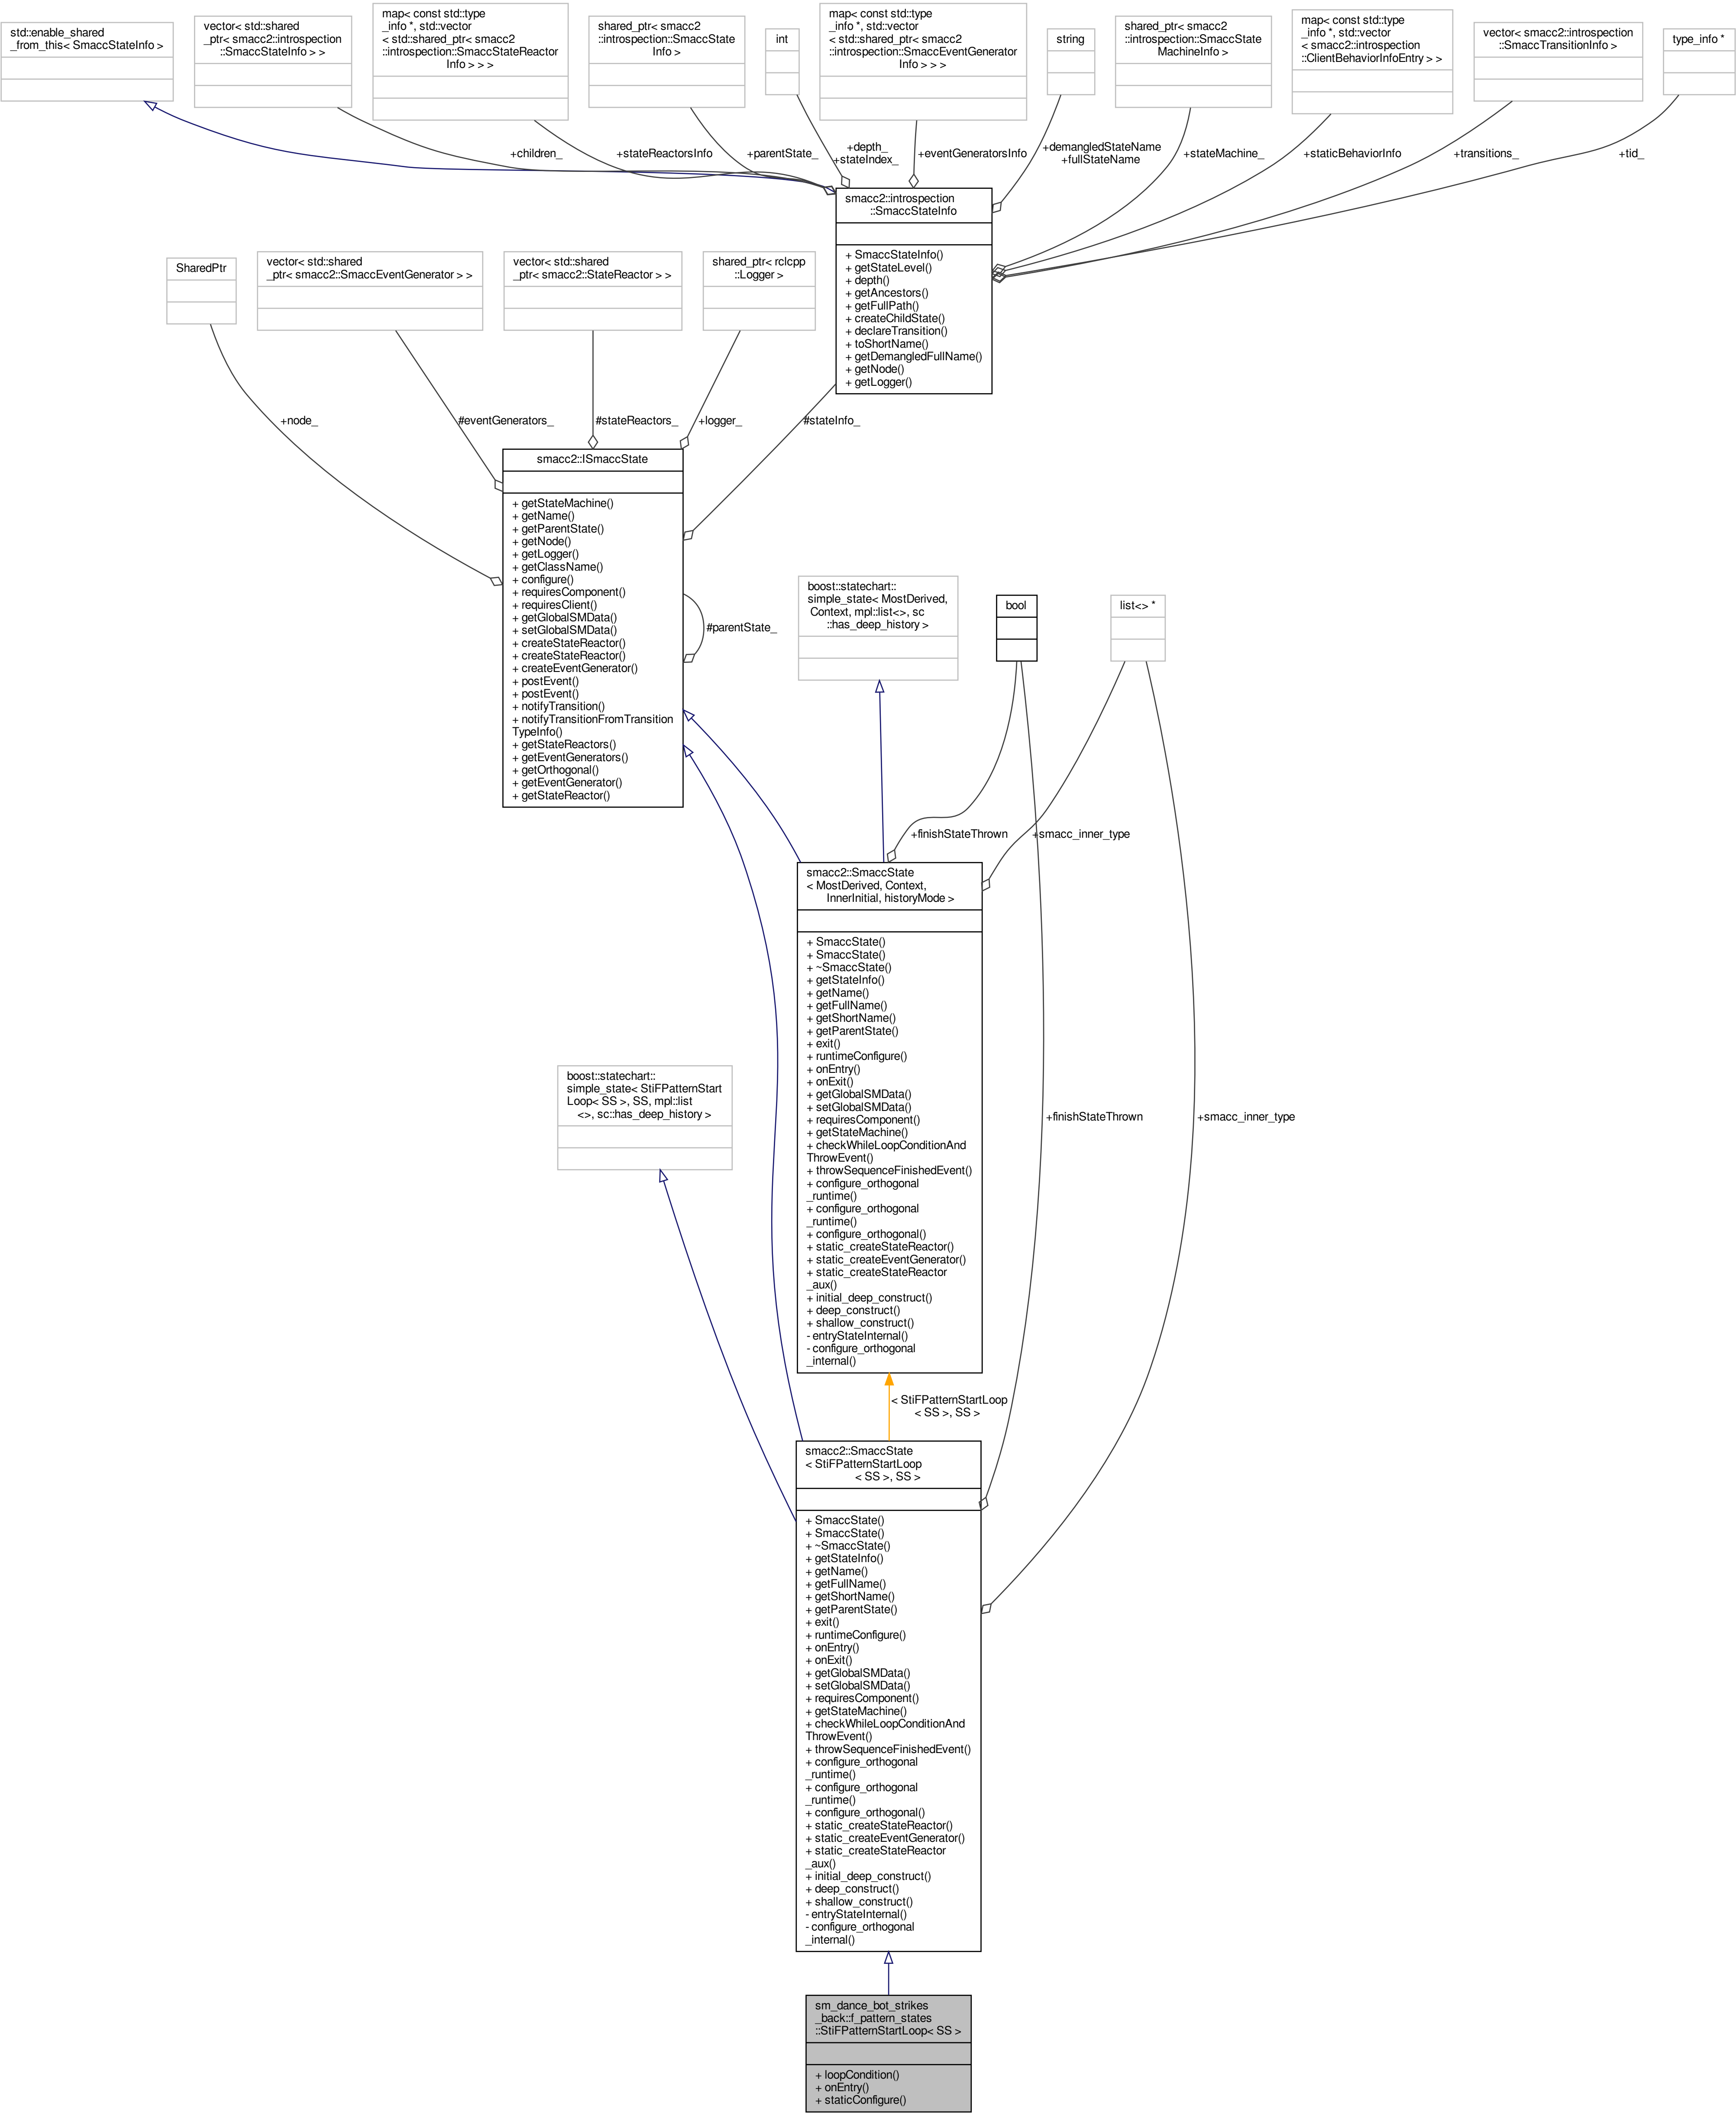 std::enable_shared
_from_this< SmaccStateInfo >
vector< std::shared
_ptr< smacc2::introspection
::SmaccStateInfo > >
map< const std::type
_info *, std::vector
< std::shared_ptr< smacc2
::introspection::SmaccStateReactor
Info > > >
shared_ptr< smacc2
::introspection::SmaccState
Info >
int
map< const std::type
_info *, std::vector
< std::shared_ptr< smacc2
::introspection::SmaccEventGenerator
Info > > >
string
shared_ptr< smacc2
::introspection::SmaccState
MachineInfo >
map< const std::type
_info *, std::vector
< smacc2::introspection
::ClientBehaviorInfoEntry > >
vector< smacc2::introspection
::SmaccTransitionInfo >
type_info *
+children_
+stateReactorsInfo
+parentState_
+depth_
+stateIndex_
+eventGeneratorsInfo
+demangledStateName
+fullStateName
+stateMachine_
+staticBehaviorInfo
+transitions_
+tid_
smacc2::introspection
::SmaccStateInfo
+ SmaccStateInfo()
+ getStateLevel()
+ depth()
+ getAncestors()
+ getFullPath()
+ createChildState()
+ declareTransition()
+ toShortName()
+ getDemangledFullName()
+ getNode()
+ getLogger()
SharedPtr
vector< std::shared
_ptr< smacc2::SmaccEventGenerator > >
vector< std::shared
_ptr< smacc2::StateReactor > >
shared_ptr< rclcpp
::Logger >
+node_
#eventGenerators_
#stateReactors_
+logger_
#stateInfo_
smacc2::ISmaccState
+ getStateMachine()
+ getName()
+ getParentState()
+ getNode()
+ getLogger()
+ getClassName()
+ configure()
+ requiresComponent()
+ requiresClient()
+ getGlobalSMData()
+ setGlobalSMData()
+ createStateReactor()
+ createStateReactor()
+ createEventGenerator()
+ postEvent()
+ postEvent()
+ notifyTransition()
+ notifyTransitionFromTransition
TypeInfo()
+ getStateReactors()
+ getEventGenerators()
+ getOrthogonal()
+ getEventGenerator()
+ getStateReactor()
#parentState_
boost::statechart::
simple_state< MostDerived,
Context, mpl::list<>, sc
::has_deep_history >
bool
list<> *
+finishStateThrown
+smacc_inner_type
smacc2::SmaccState
< MostDerived, Context,
InnerInitial, historyMode >
+ SmaccState()
+ SmaccState()
+ ~SmaccState()
+ getStateInfo()
+ getName()
+ getFullName()
+ getShortName()
+ getParentState()
+ exit()
+ runtimeConfigure()
+ onEntry()
+ onExit()
+ getGlobalSMData()
+ setGlobalSMData()
+ requiresComponent()
+ getStateMachine()
+ checkWhileLoopConditionAnd
ThrowEvent()
+ throwSequenceFinishedEvent()
+ configure_orthogonal
_runtime()
+ configure_orthogonal
_runtime()
+ configure_orthogonal()
+ static_createStateReactor()
+ static_createEventGenerator()
+ static_createStateReactor
_aux()
+ initial_deep_construct()
+ deep_construct()
+ shallow_construct()
- entryStateInternal()
- configure_orthogonal
_internal()
boost::statechart::
simple_state< StiFPatternStart
Loop< SS >, SS, mpl::list
<>, sc::has_deep_history >
+finishStateThrown
+smacc_inner_type
< StiFPatternStartLoop
< SS >, SS >
smacc2::SmaccState
< StiFPatternStartLoop
< SS >, SS >
+ SmaccState()
+ SmaccState()
+ ~SmaccState()
+ getStateInfo()
+ getName()
+ getFullName()
+ getShortName()
+ getParentState()
+ exit()
+ runtimeConfigure()
+ onEntry()
+ onExit()
+ getGlobalSMData()
+ setGlobalSMData()
+ requiresComponent()
+ getStateMachine()
+ checkWhileLoopConditionAnd
ThrowEvent()
+ throwSequenceFinishedEvent()
+ configure_orthogonal
_runtime()
+ configure_orthogonal
_runtime()
+ configure_orthogonal()
+ static_createStateReactor()
+ static_createEventGenerator()
+ static_createStateReactor
_aux()
+ initial_deep_construct()
+ deep_construct()
+ shallow_construct()
- entryStateInternal()
- configure_orthogonal
_internal()
sm_dance_bot_strikes
_back::f_pattern_states
::StiFPatternStartLoop< SS >
+ loopCondition()
+ onEntry()
+ staticConfigure()